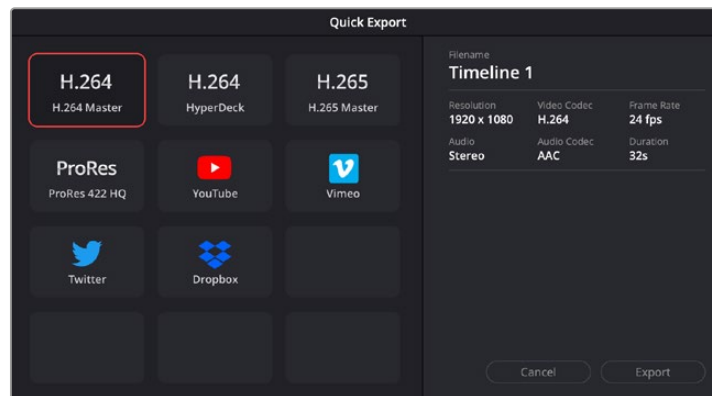 Quick Export
H.264
H.264 Master
H.264
HyperDeck
H.265
H.265 Master
ProRes
ProRes 422 HQ
YouTube
Vimeo
Twitter
Dropbox
Filename
Timeline 1
Resolution
1920 x 1080
Video Codec
H.264
Frame Rate
24 fps
Audio
Stereo
Audio Codec
AAC
Duration
32s
Cancel
Export